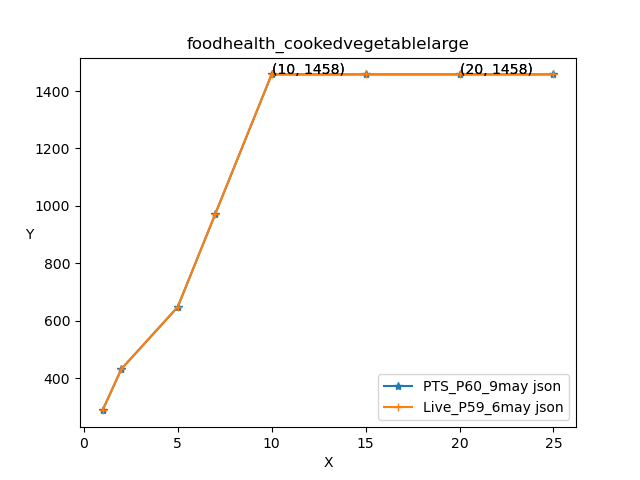 foodhealth_cookedvegetablelarge
(10, 1458)
(20, 1458)
1400
1200
1000
800
600
400
Y
0
5
10
15
20
25
X
PTS_P60_9may json
Live_P59_6may json